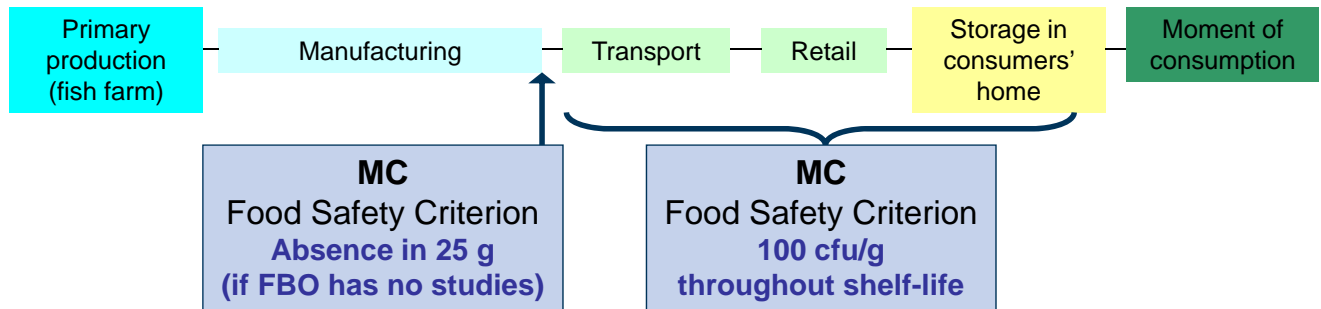 Primary
production
(fish farm)
Manufacturing
Transport
Retail
Storage in
consumers'
home
Moment of
consumption
MC
Food Safety Criterion
Absence in 25 g
(if FBO has no studies)
MC
Food Safety Criterion
100 cfu/g
throughout shelf-life